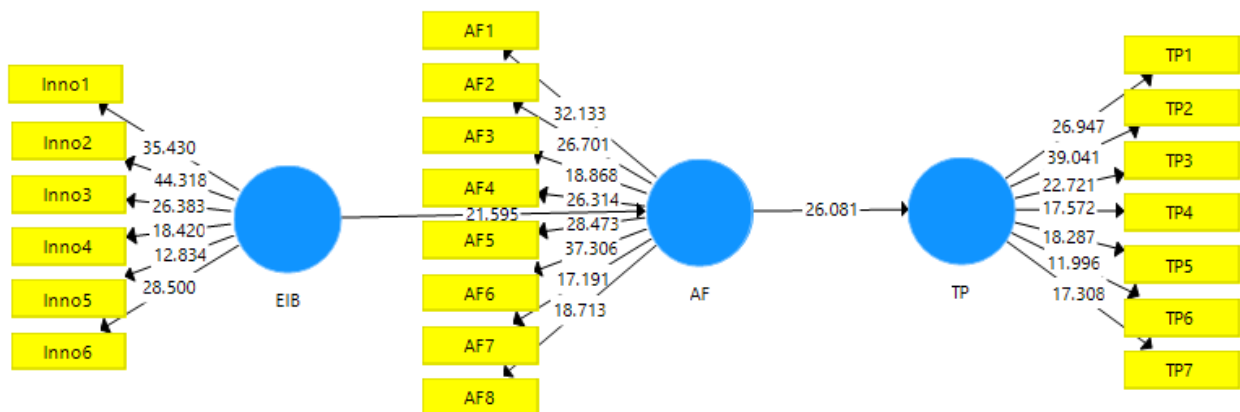 Inno1
Inno2
Inno3
Inno4
Inno5
Inno6
35.430
44.318
26.383
18.420
12.834
28.500
EIB
21.595
AF1
AF2
AF3
AF4
AF5
AF6
AF7
AF8
32.133
26.701
18.868
26.314
28.473
37.306
17.191
18.713
AF
26.081
TP
26.947
39.041
22.721
17.572
18.287
11.996
17.308
TP1
TP2
TP3
TP4
TP5
TP6
TP7